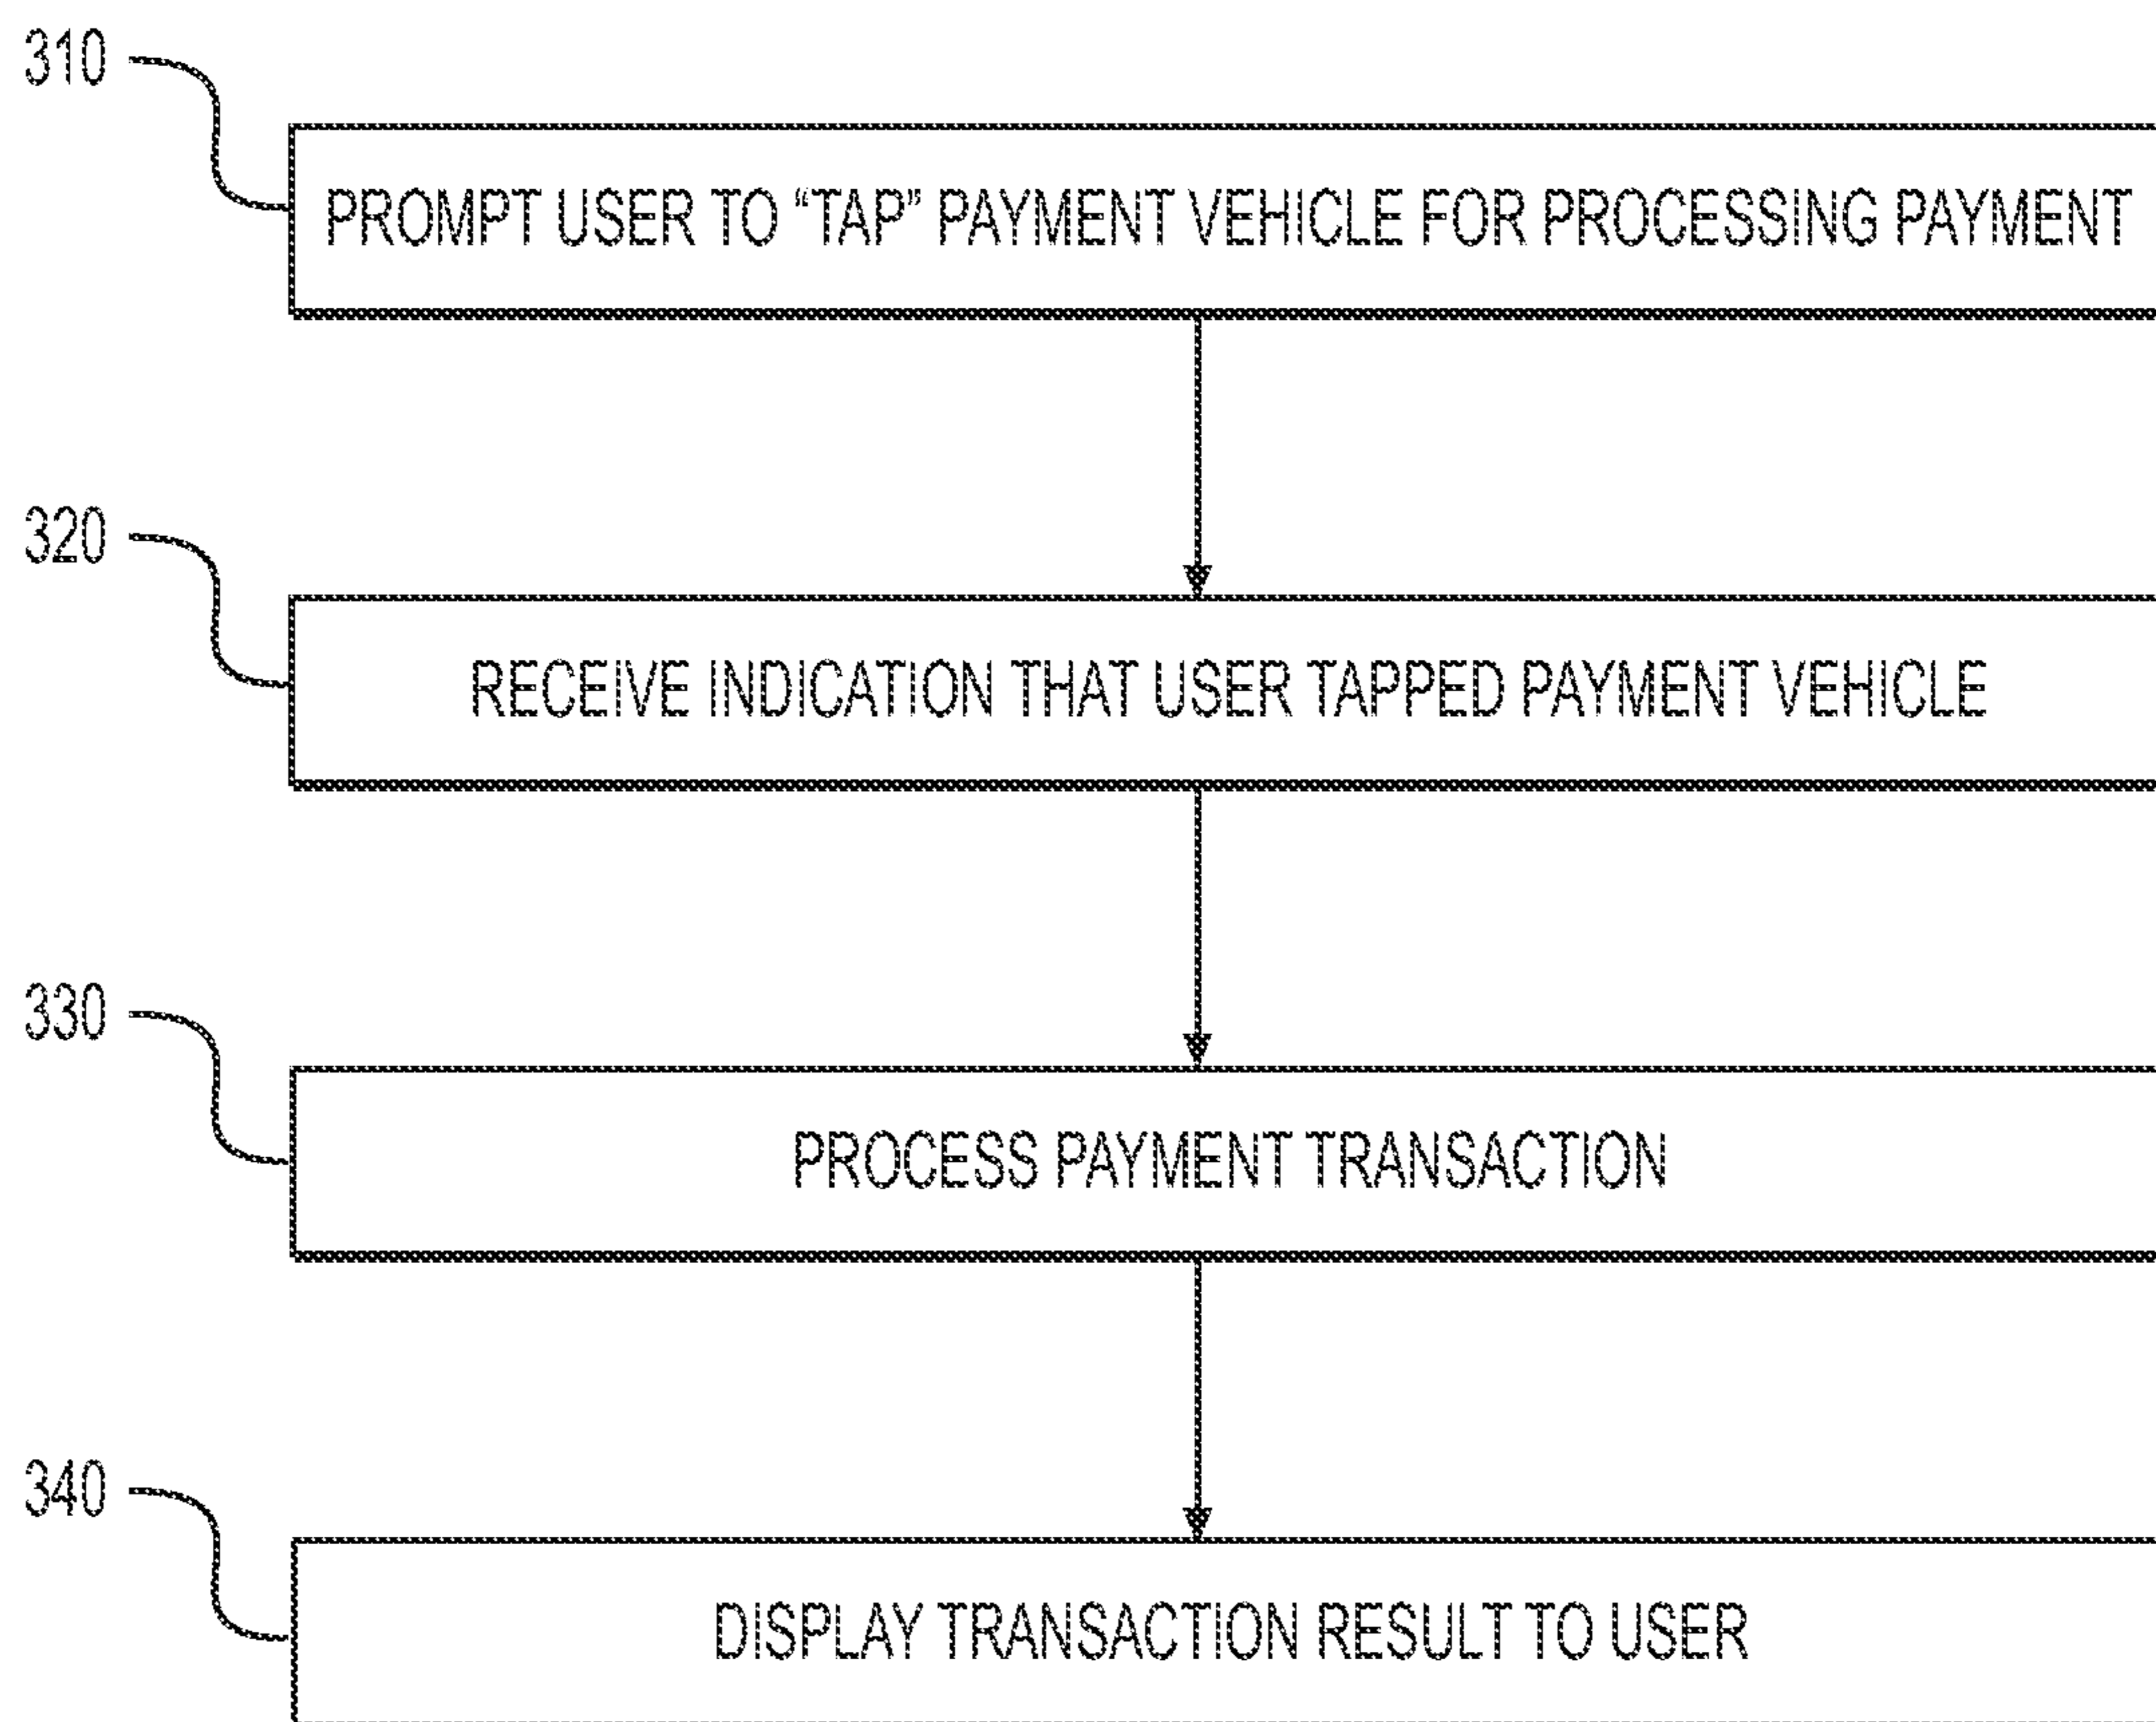 310
PROMPT USER TO “TAP” PAYMENT VEHICLE FOR PROCESSING PAYMENT
320
RECEIVE INDICATION THAT USER TAPPED PAYMENT VEHICLE
330
PROCESS PAYMENT TRANSACTION
340
DISPLAY TRANSACTION RESULT TO USER